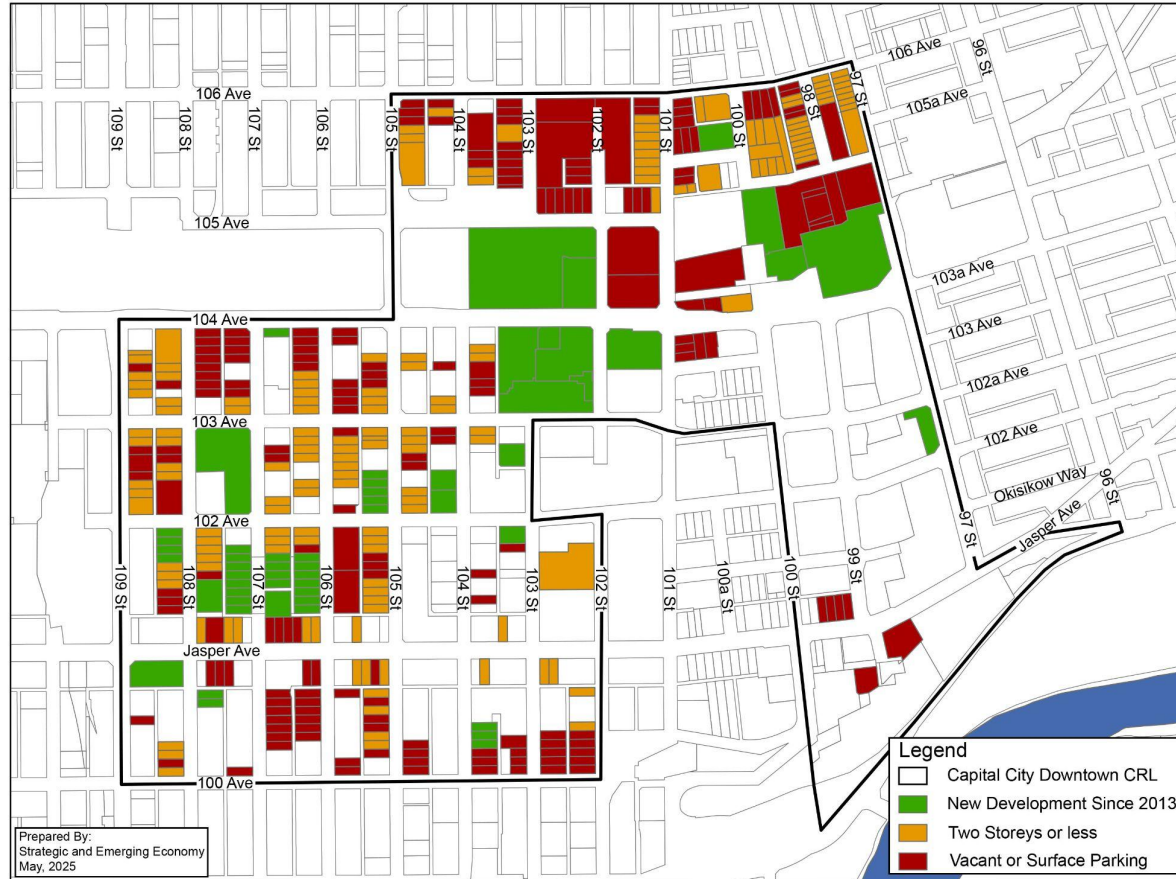 106 Ave
96 St
105a Ave
97 St
98 St
106 Ave
109 St
108 St
107 St
106 St
105 St
104 St
103 St
102 St
101 St
100 St
105 Ave
103a Ave
104 Ave
103 Ave
102a Ave
103 Ave
102 Ave
Okisikow Way
96 St
102 Ave
97 St
Jasper Ave
109 St
108 St
107 St
106 St
105 St
104 St
103 St
102 St
101 St
100a St
100 St
99 St
Jasper Ave
100 Ave
Legend
Capital City Downtown CRL
New Development Since 2013
Two Storeys or less
Vacant or Surface Parking
Prepared By:
Strategic and Emerging Economy
May, 2025